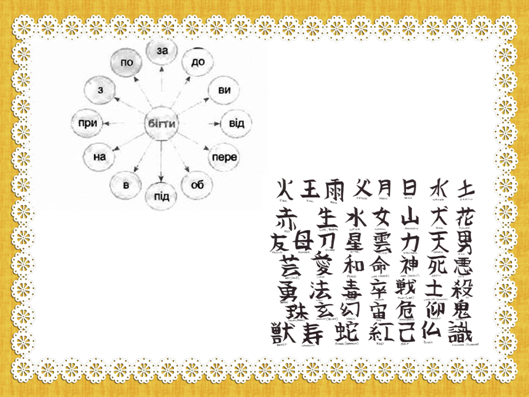 за
по
до
з
ви
при
бігти
від
на
пере
в
об
під
火王雨父月日水土
赤生水女山犬花
友母刀星雲力天男
芸愛和命神死悪
勇法毒辛戦土殺
珠玄幻宙危仰鬼
獣寿蛇紅己仏識